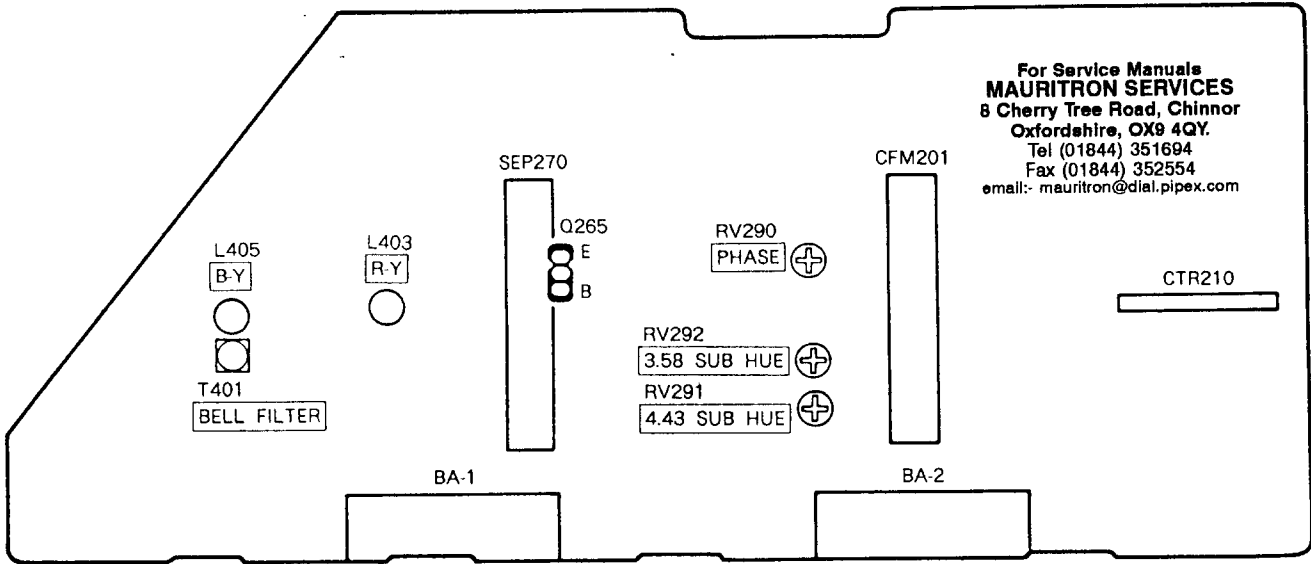 For Service Manuals
MAURITRON SERVICES
8 Cherry Tree Road, Chinnor
Oxfordshire, OX9 4QY.
Tel (01844) 351694
Fax (01844) 352554
email:- mauritron@dial.pipex.com
SEP270
CFM201
Q265
E
B
L405
B-Y
L403
R-Y
RV290
PHASE
CTR210
RV292
3.58 SUB HUE
T401
BELL FILTER
RV291
4.43 SUB HUE
BA-1
BA-2